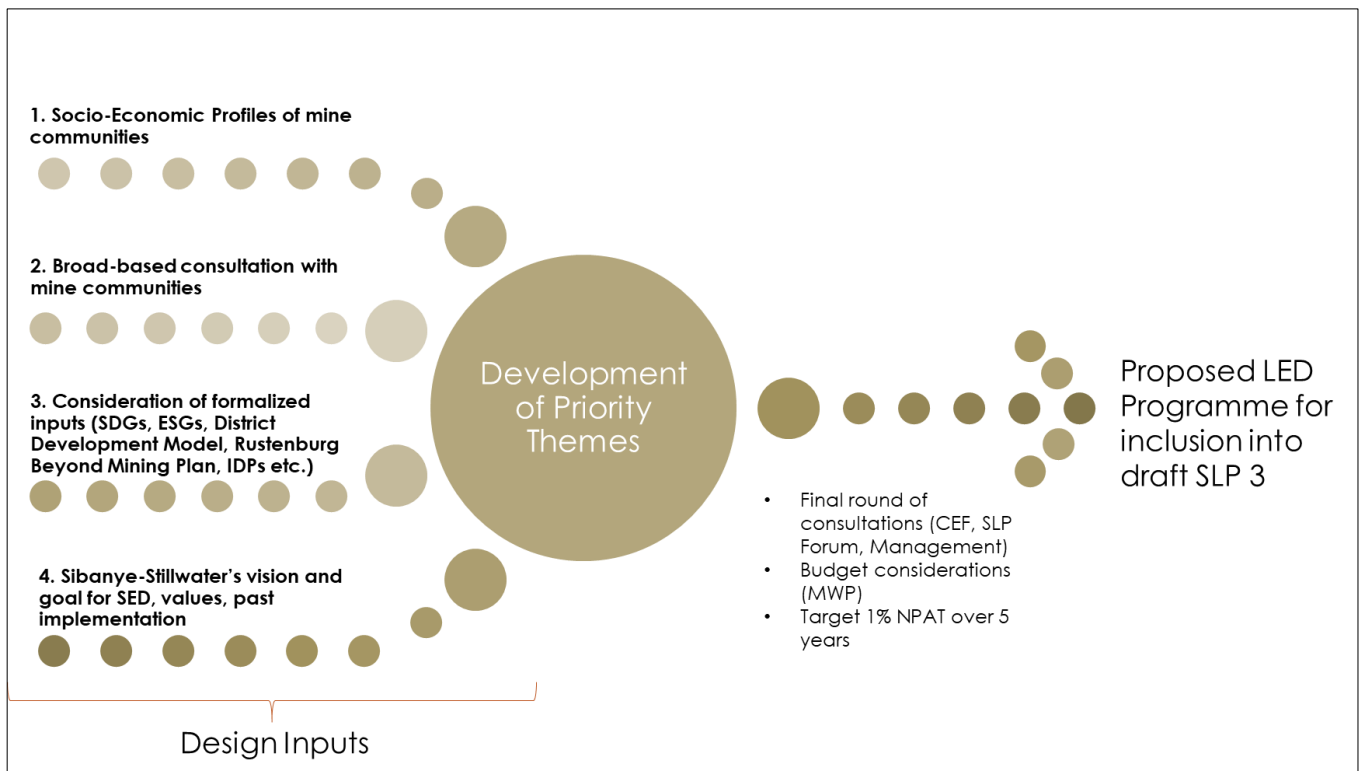 1. Socio-Economic Profiles of mine
communities
2. Broad-based consultation with
mine communities
3. Consideration of formalized
inputs (SDGs, ESGs, District
Development Model, Rustenburg
Beyond Mining Plan, IDPs etc.)
4. Sibanye-Stillwater's vision and
goal for SED, values, past
implementation
Design Inputs
Development
of Priority
Themes
• Final round of
consultations (CEF, SLP
Forum, Management)
• Budget considerations
(MWP)
• Target 1% NPAT over 5
years
Proposed LED
Programme for
inclusion into
draft SLP 3